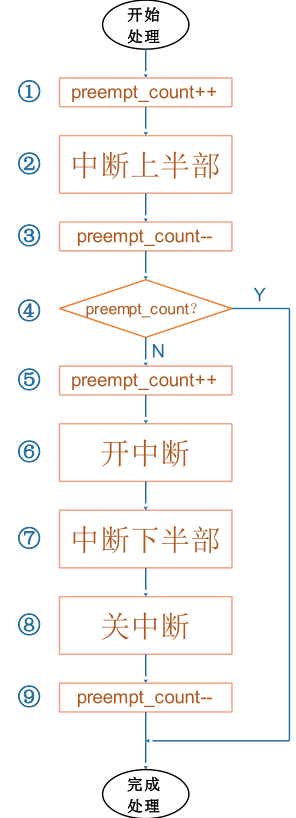 开始
处理
① preempt_count++
② 中断上半部
③ preempt_count--
④ preempt_count?
Y
N
⑤ preempt_count++
⑥ 开中断
⑦ 中断下半部
⑧ 关中断
⑨ preempt_count--
完成
处理